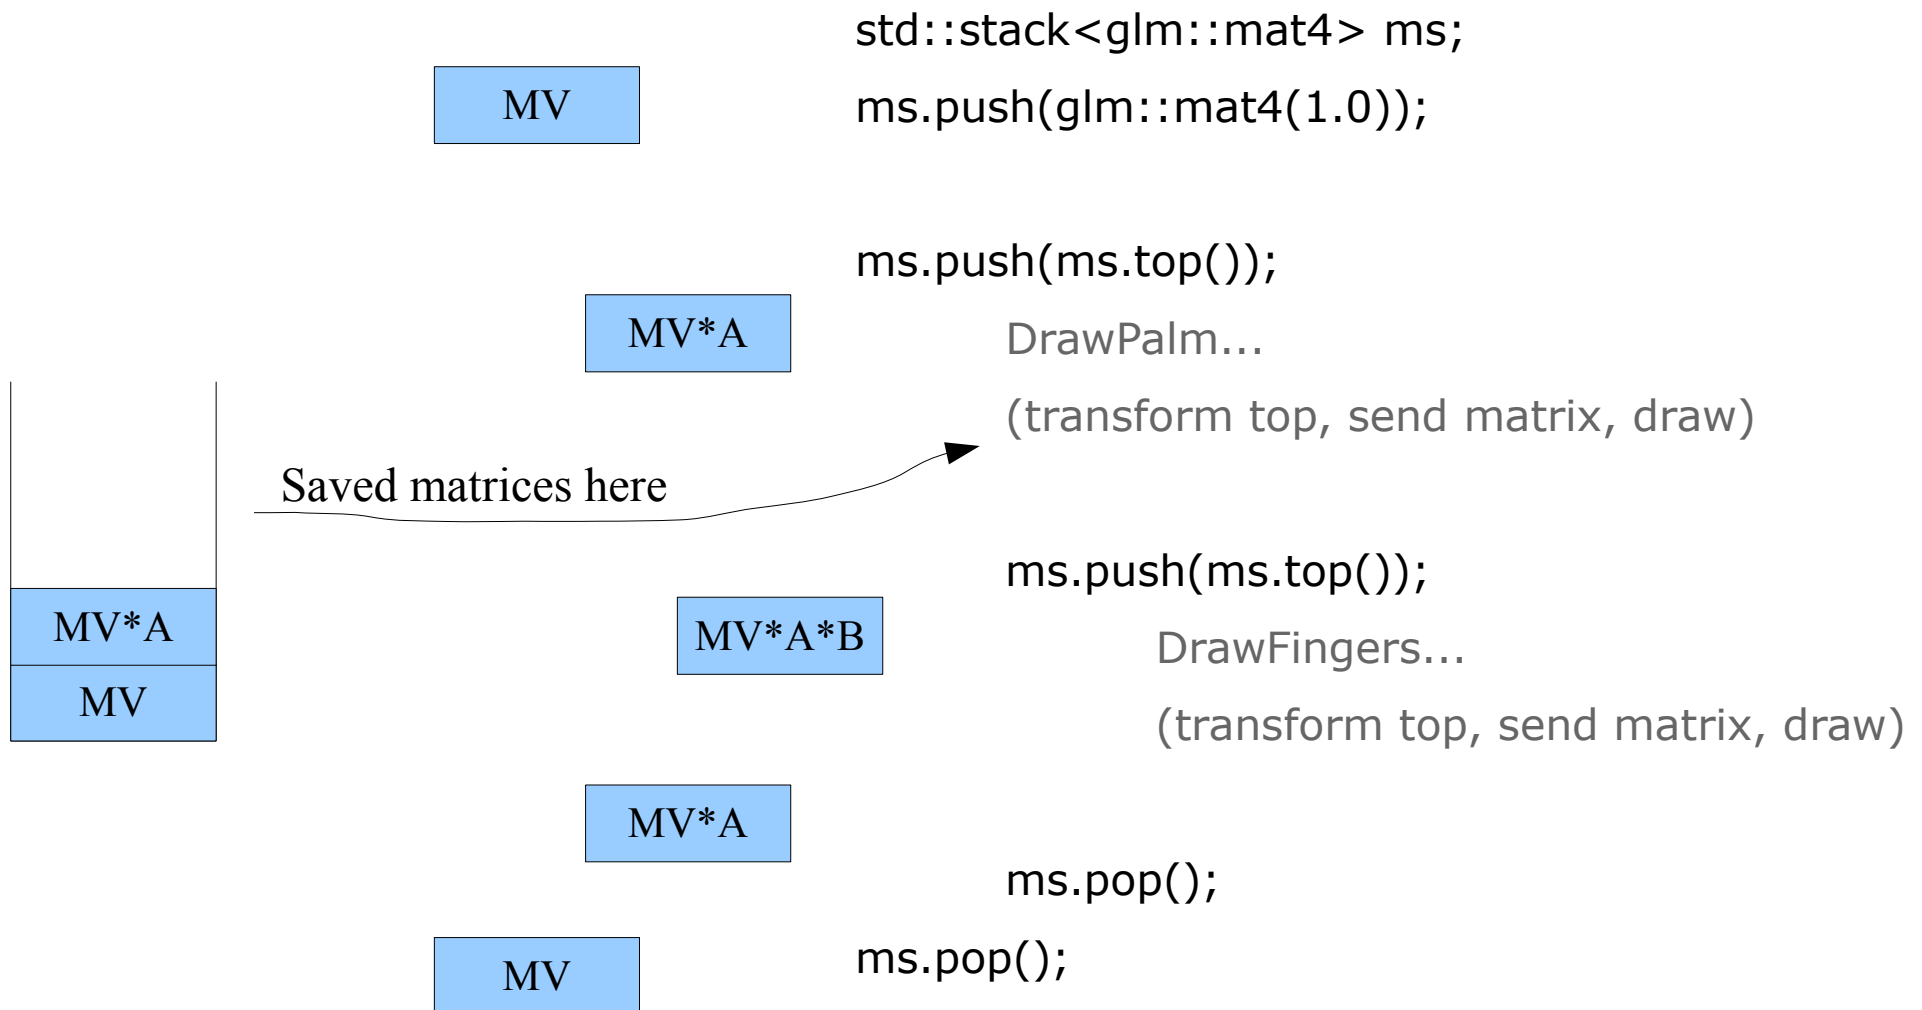 std::stack<glm::mat4> ms;
MV
ms.push(glm::mat4(1.0));
ms.push(ms.top());
MV*A
DrawPalm...
(transform top, send matrix, draw)
Saved matrices here
ms.push(ms.top());
MV*A
MV*A*B
DrawFingers...
MV
(transform top, send matrix, draw)
MV*A
ms.pop();
MV
ms.pop();